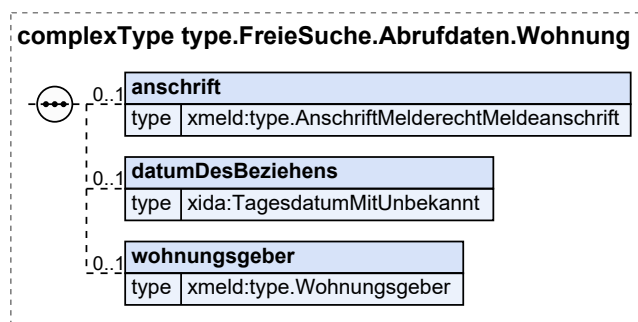 complexType type.FreieSuche.Abrufdaten.Wohnung
0..1 anschrift
type xmeld:type.AnschriftMelderechtMeldeanschrift
0..1 datumDesBeziehens
type xida:TagesdatumMitUnbekannt
0..1 wohnungsgeber
type xmeld:type.Wohnungsgeber